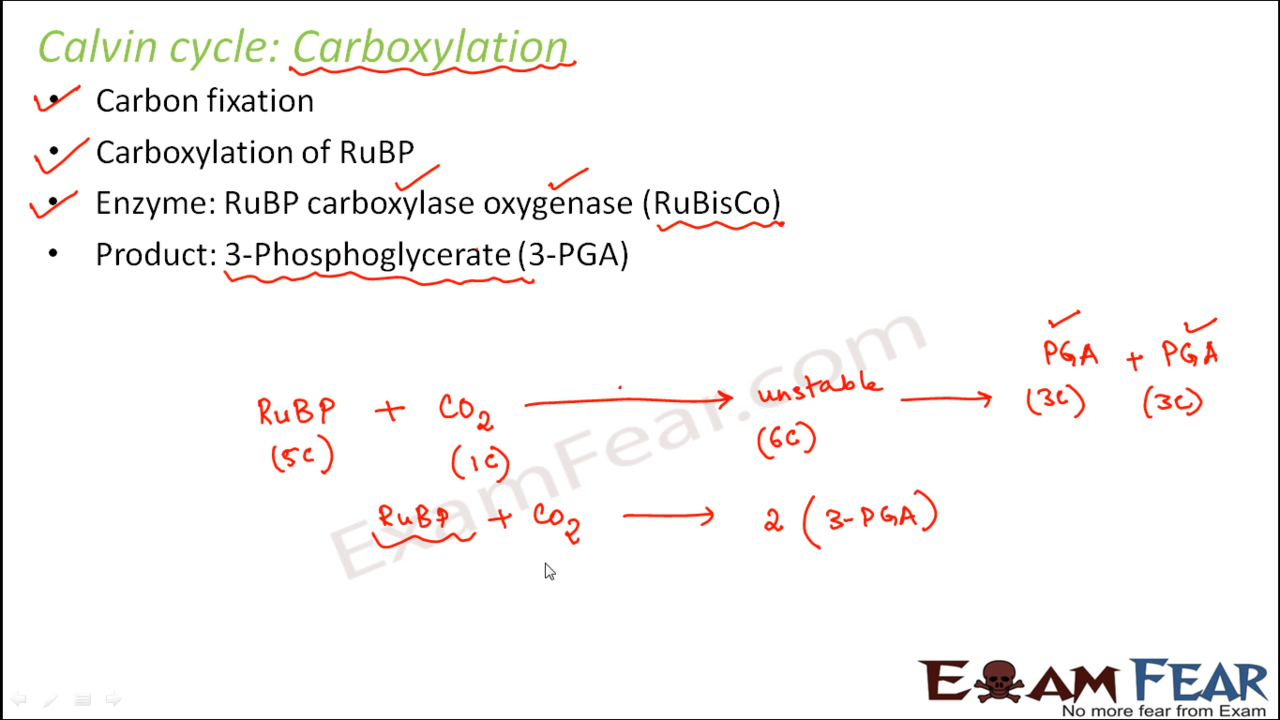 Calvin cycle: Carboxylation
• Carbon fixation
• Carboxylation of RuBP
• Enzyme: RuBP carboxylase oxygenase (RuBisCo)
• Product: 3-Phosphoglycerate (3-PGA)
PGA + PGA
(3C) (3C)
RuBP + CO2 → unstable →
(5C) (1C) (6C)
RuBP + CO2 → 2 (3-PGA)
ExamFear.com
EXAM FEAR
No more fear from Exam